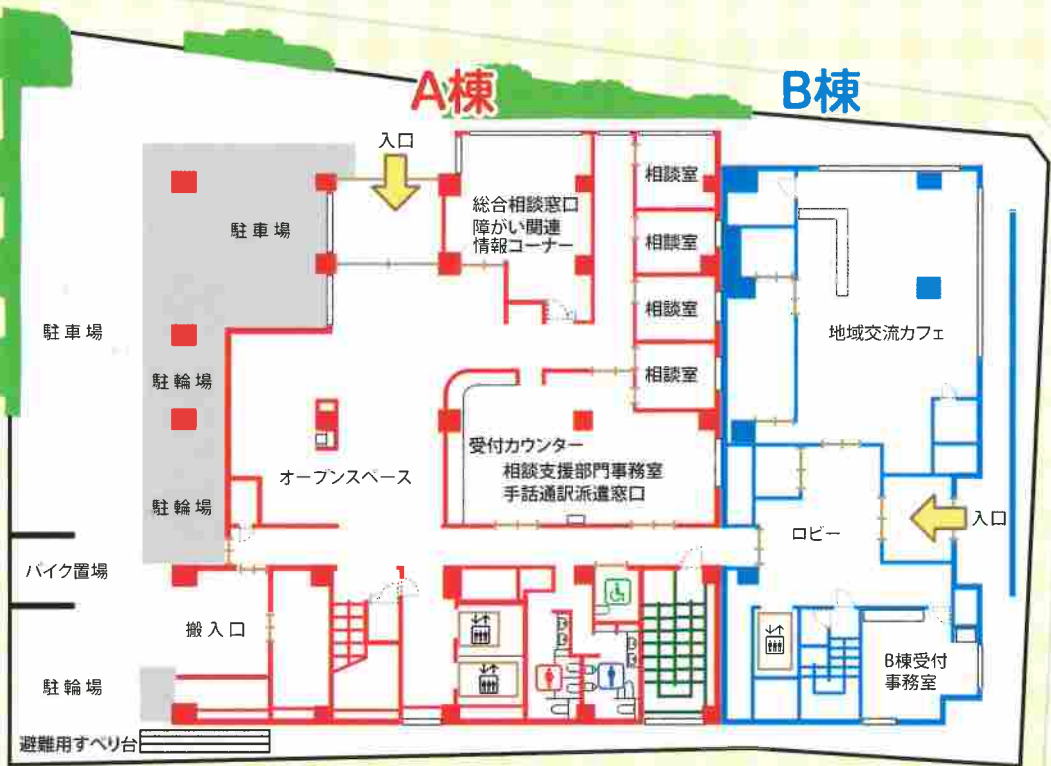 A棟
B棟
入口
駐車場
総合相談窓口
障がい関連
情報コーナー
相談室
相談室
相談室
相談室
地域交流カフェ
駐車場
駐輪場
受付カウンター
相談支援部門事務室
手話通訳派遣窓口
オープンスペース
駐輪場
ロビー
入口
バイク置場
搬入口
駐輪場
B棟受付
事務室
避難用すべり台